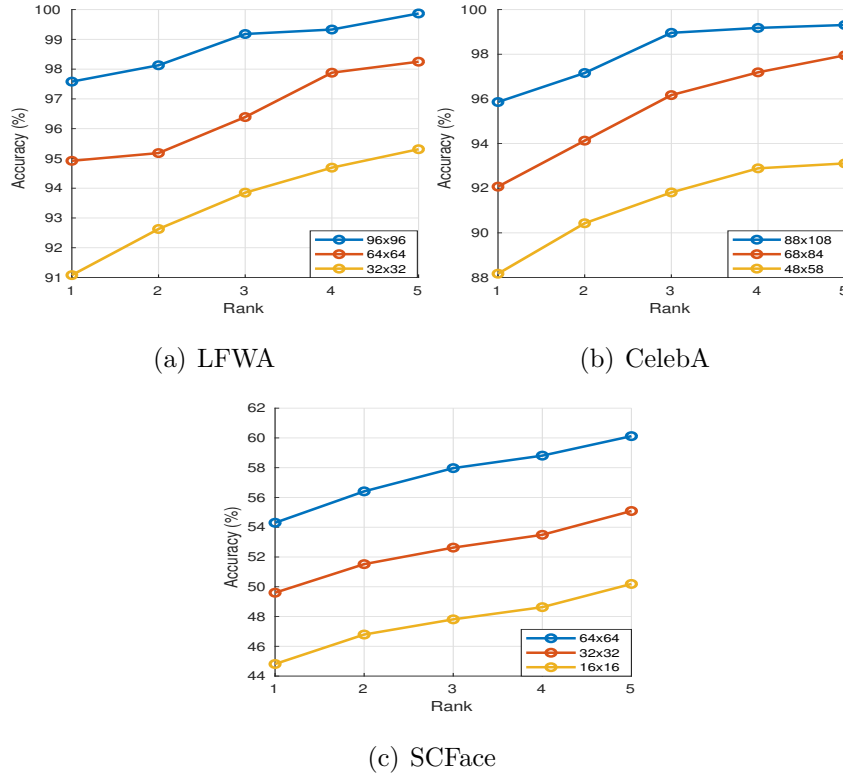 100
99
98
97
96
95
94
93
92
91
Accuracy (%)
1 2 3 4 5
Rank
96x96
64x64
32x32
(a) LFWA
100
98
96
94
92
90
88
Accuracy (%)
1 2 3 4 5
Rank
88x108
68x84
48x58
(b) CelebA
62
60
58
56
54
52
50
48
46
44
Accuracy (%)
1 2 3 4 5
Rank
64x64
32x32
16x16
(c) SCFace